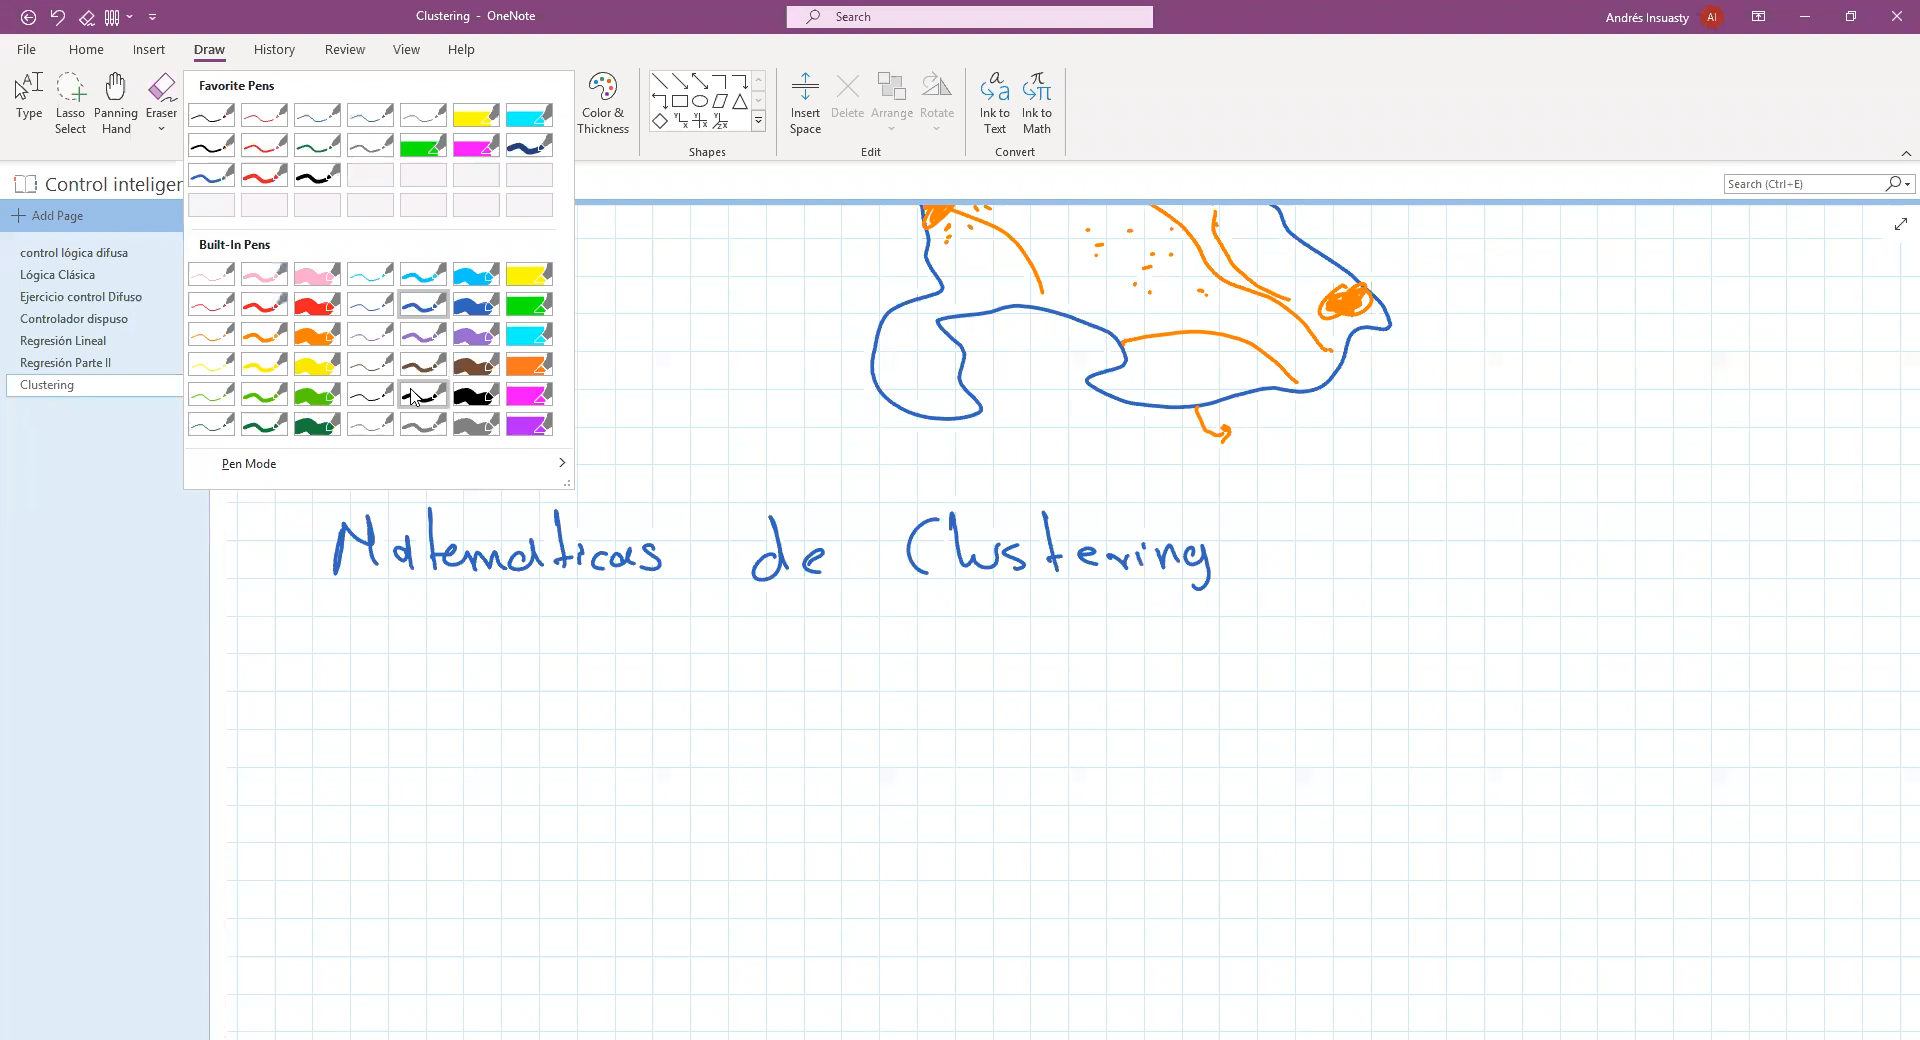 Clustering - OneNote
Search
Andrés Insuasty
AI
File
Home
Insert
Draw
History
Review
View
Help
Type
Lasso
Select
Panning
Hand
Eraser
Favorite Pens
Built-In Pens
Pen Mode
Color &
Thickness
Shapes
Insert
Space
Delete
Arrange
Rotate
Edit
Ink to
Text
Ink to
Math
Convert
Control inteliger
Search (Ctrl+E)
Add Page
control lógica difusa
Lógica Clásica
Ejercicio control Difuso
Controlador dispuso
Regresión Lineal
Regresión Parte II
Clustering
Matematicas de Clustering